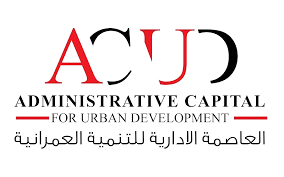 ACUD
ADMINISTRATIVE CAPITAL
FOR URBAN DEVELOPMENT
العاصمة الادارية للتنمية العمرانية